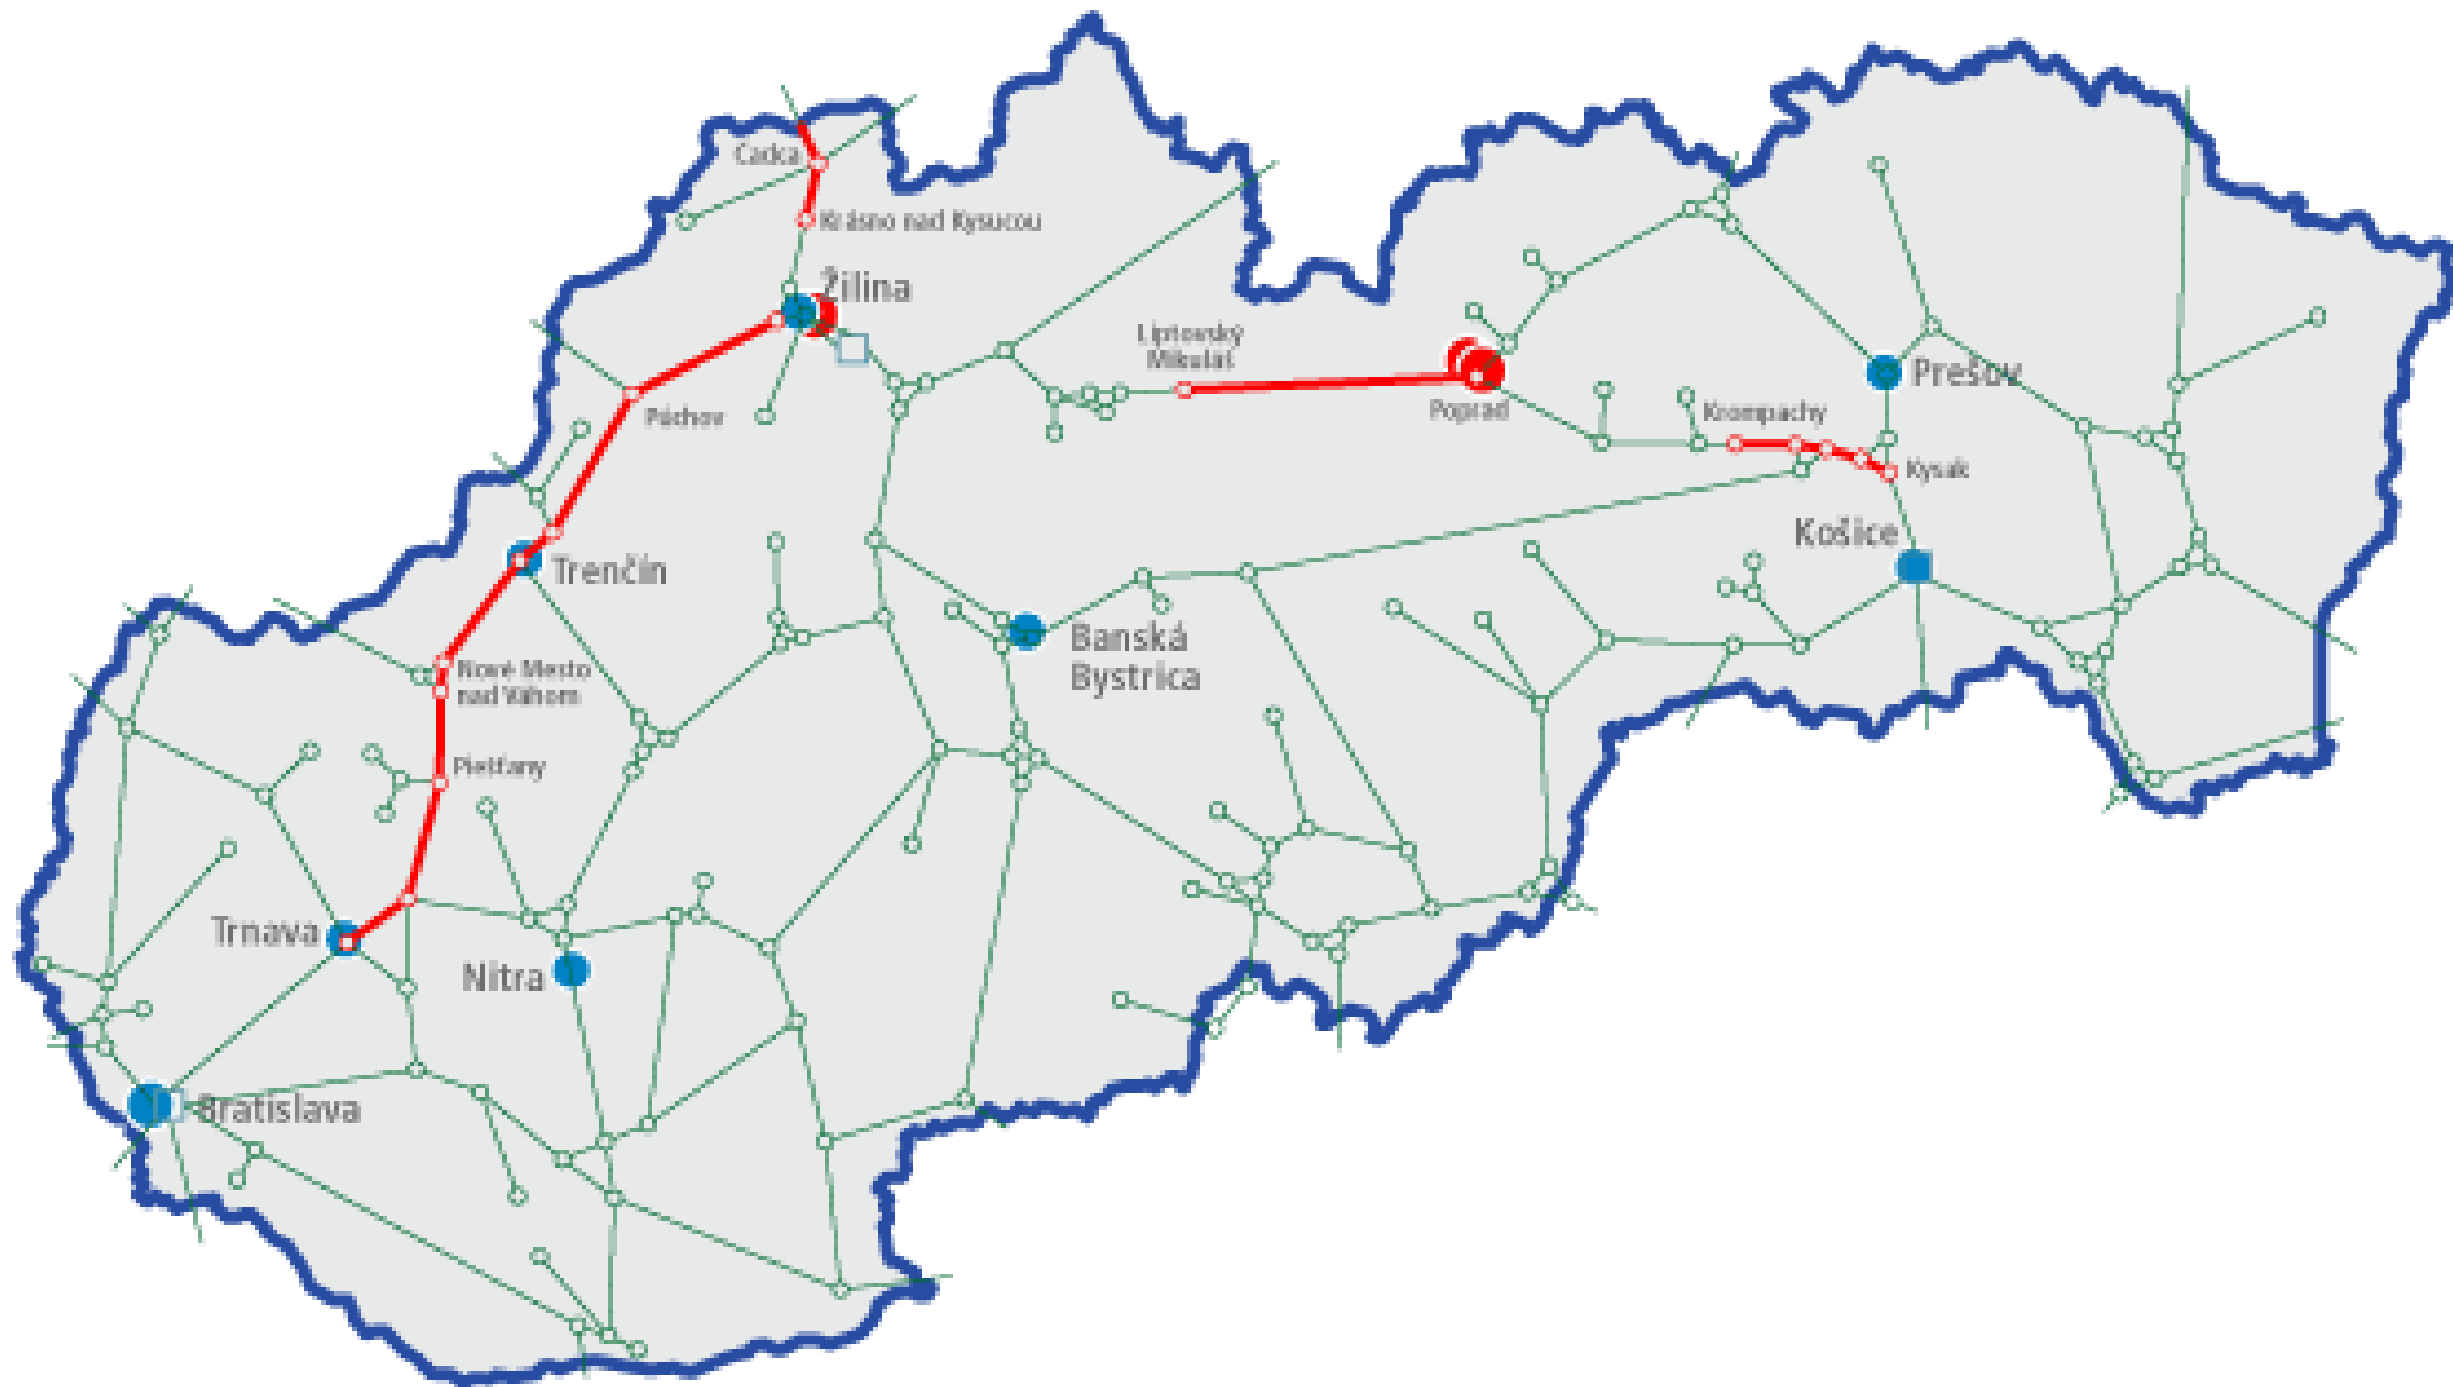 Čadca
Krásno nad Kysucou
Žilina
Liptovský
Mikuláš
Púchov
Poprad
Krompachy
Prešov
Kysak
Košice
Trenčín
Banská
Bystrica
Nové Mesto
nad Váhom
Piešťany
Trnava
Nitra
Bratislava